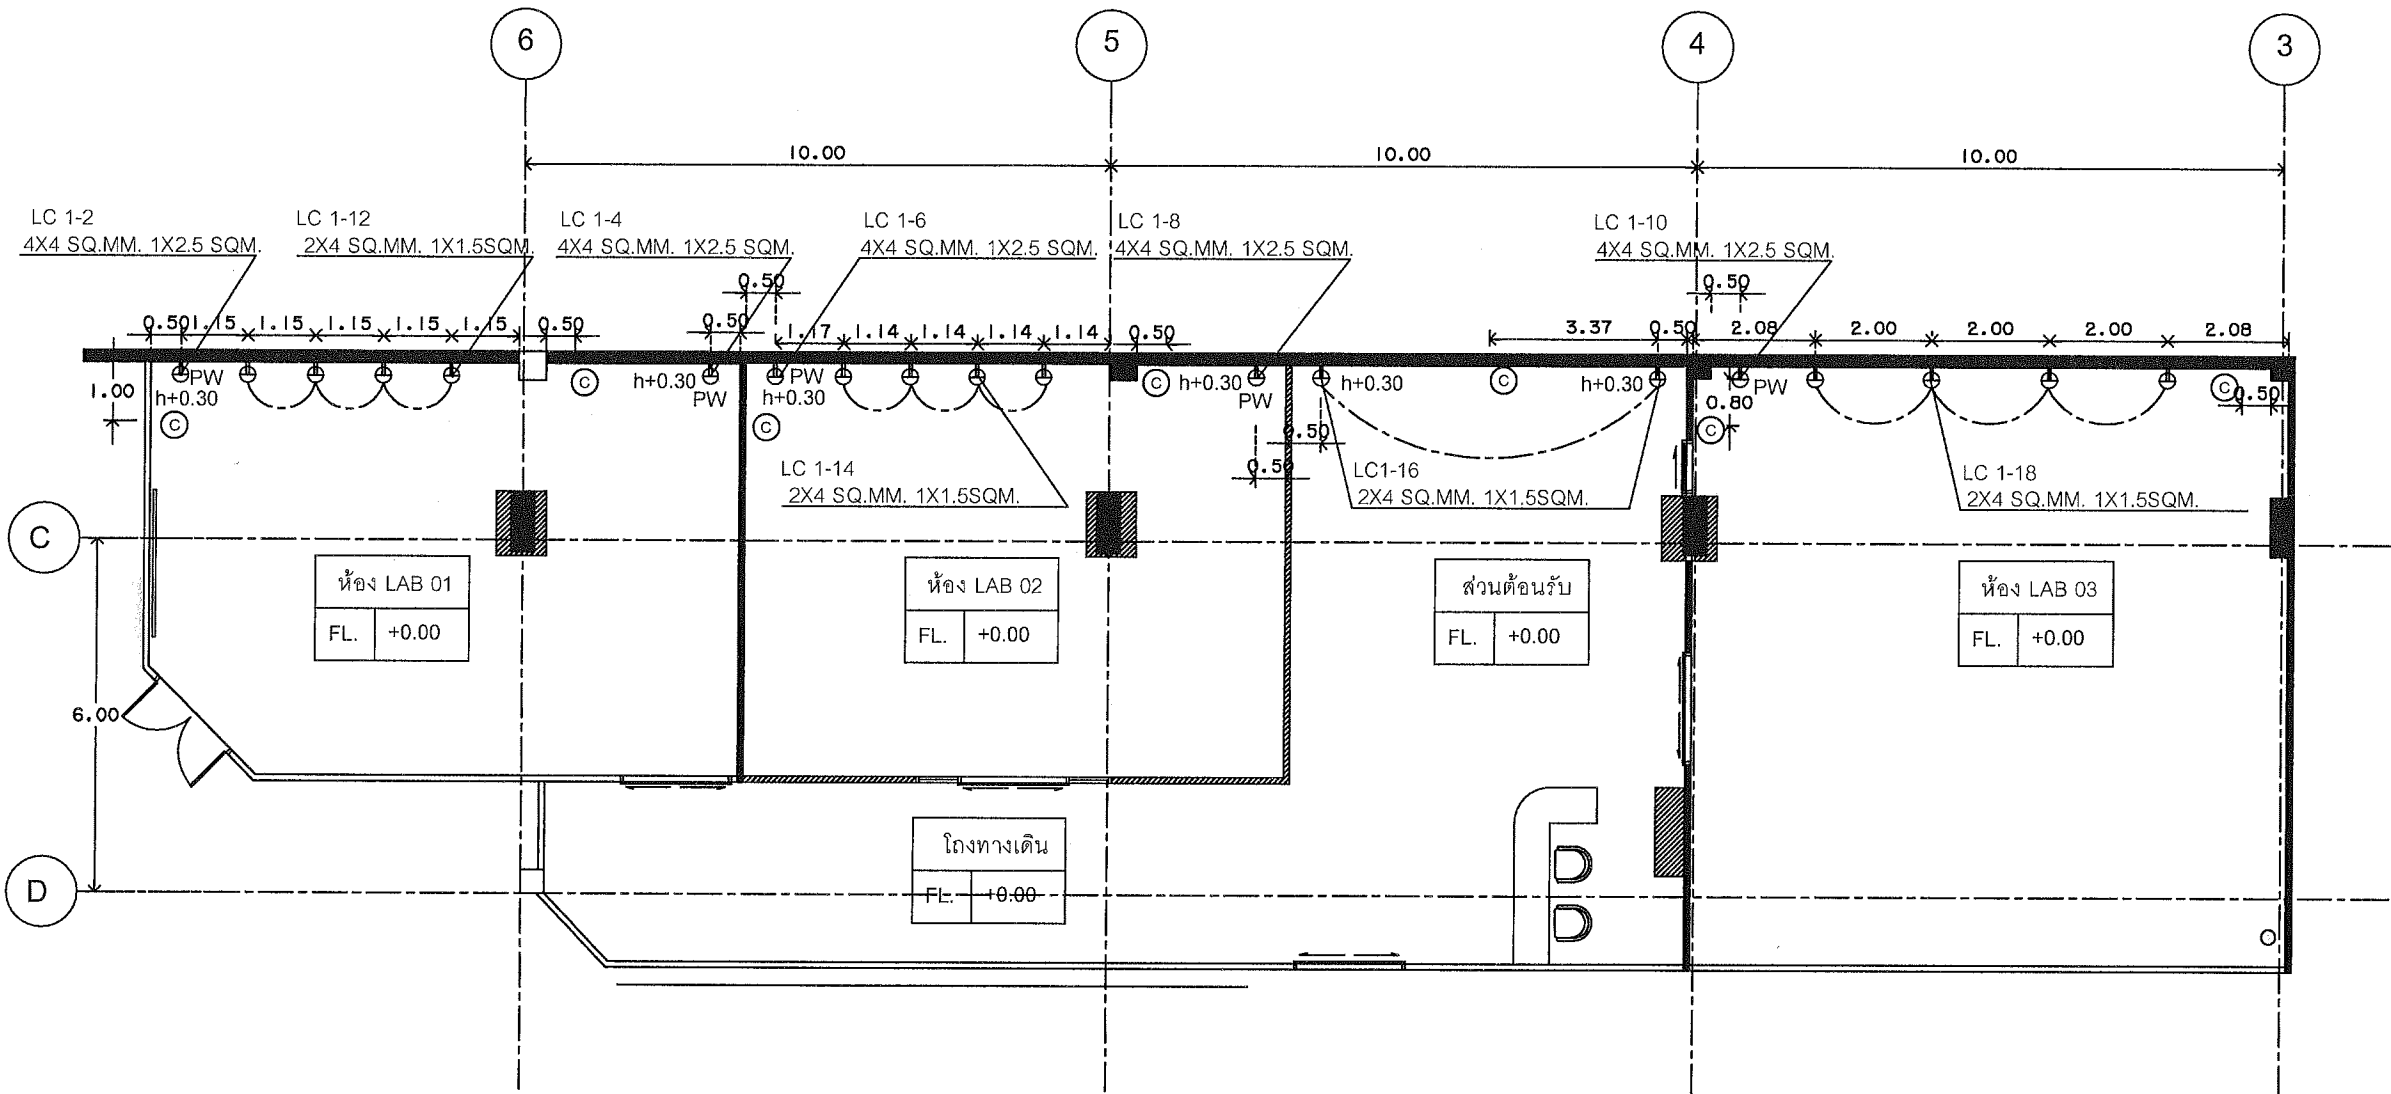 6
5
4
3
10.00
10.00
10.00
LC 1-2
4X4 SQ.MM. 1X2.5 SQM.
LC 1-12
2X4 SQ.MM. 1X1.5SQM.
LC 1-4
4X4 SQ.MM. 1X2.5 SQM.
LC 1-6
4X4 SQ.MM. 1X2.5 SQM.
LC 1-8
4X4 SQ.MM. 1X2.5 SQM.
LC 1-10
4X4 SQ.MM. 1X2.5 SQM.
0.50
0.50
0.50
1.15
1.15
1.15
1.15
1.15
0.50
0.50
1.17
1.14
1.14
1.14
1.14
0.50
3.37
0.50
2.08
2.00
2.00
2.00
2.08
1.00
PW
h+0.30
C
C
h+0.30
PW
PW
h+0.30
C
C
h+0.30
PW
h+0.30
C
h+0.30
PW
0.80
C
C
0.50
0.50
0.50
LC 1-14
2X4 SQ.MM. 1X1.5SQM.
LC1-16
2X4 SQ.MM. 1X1.5SQM.
LC 1-18
2X4 SQ.MM. 1X1.5SQM.
C
ห้อง LAB 01
FL. +0.00
ห้อง LAB 02
FL. +0.00
ส่วนต้อนรับ
FL. +0.00
ห้อง LAB 03
FL. +0.00
6.00
โถงทางเดิน
FL. +0.00
D